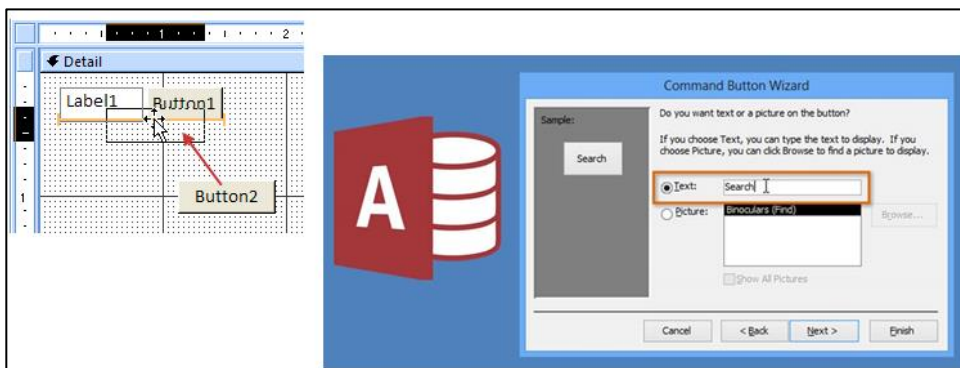 1 2
Detail
Label1 Button1
Button2
1
A
Command Button Wizard
Sample:
Search
Do you want text or a picture on the button?
If you choose Text, you can type the text to display. If you
choose Picture, you can click Browse to find a picture to display.
Text: Search
Picture: Binoculars (Find)
Browse...
Show All Pictures
Cancel < Back Next > Finish